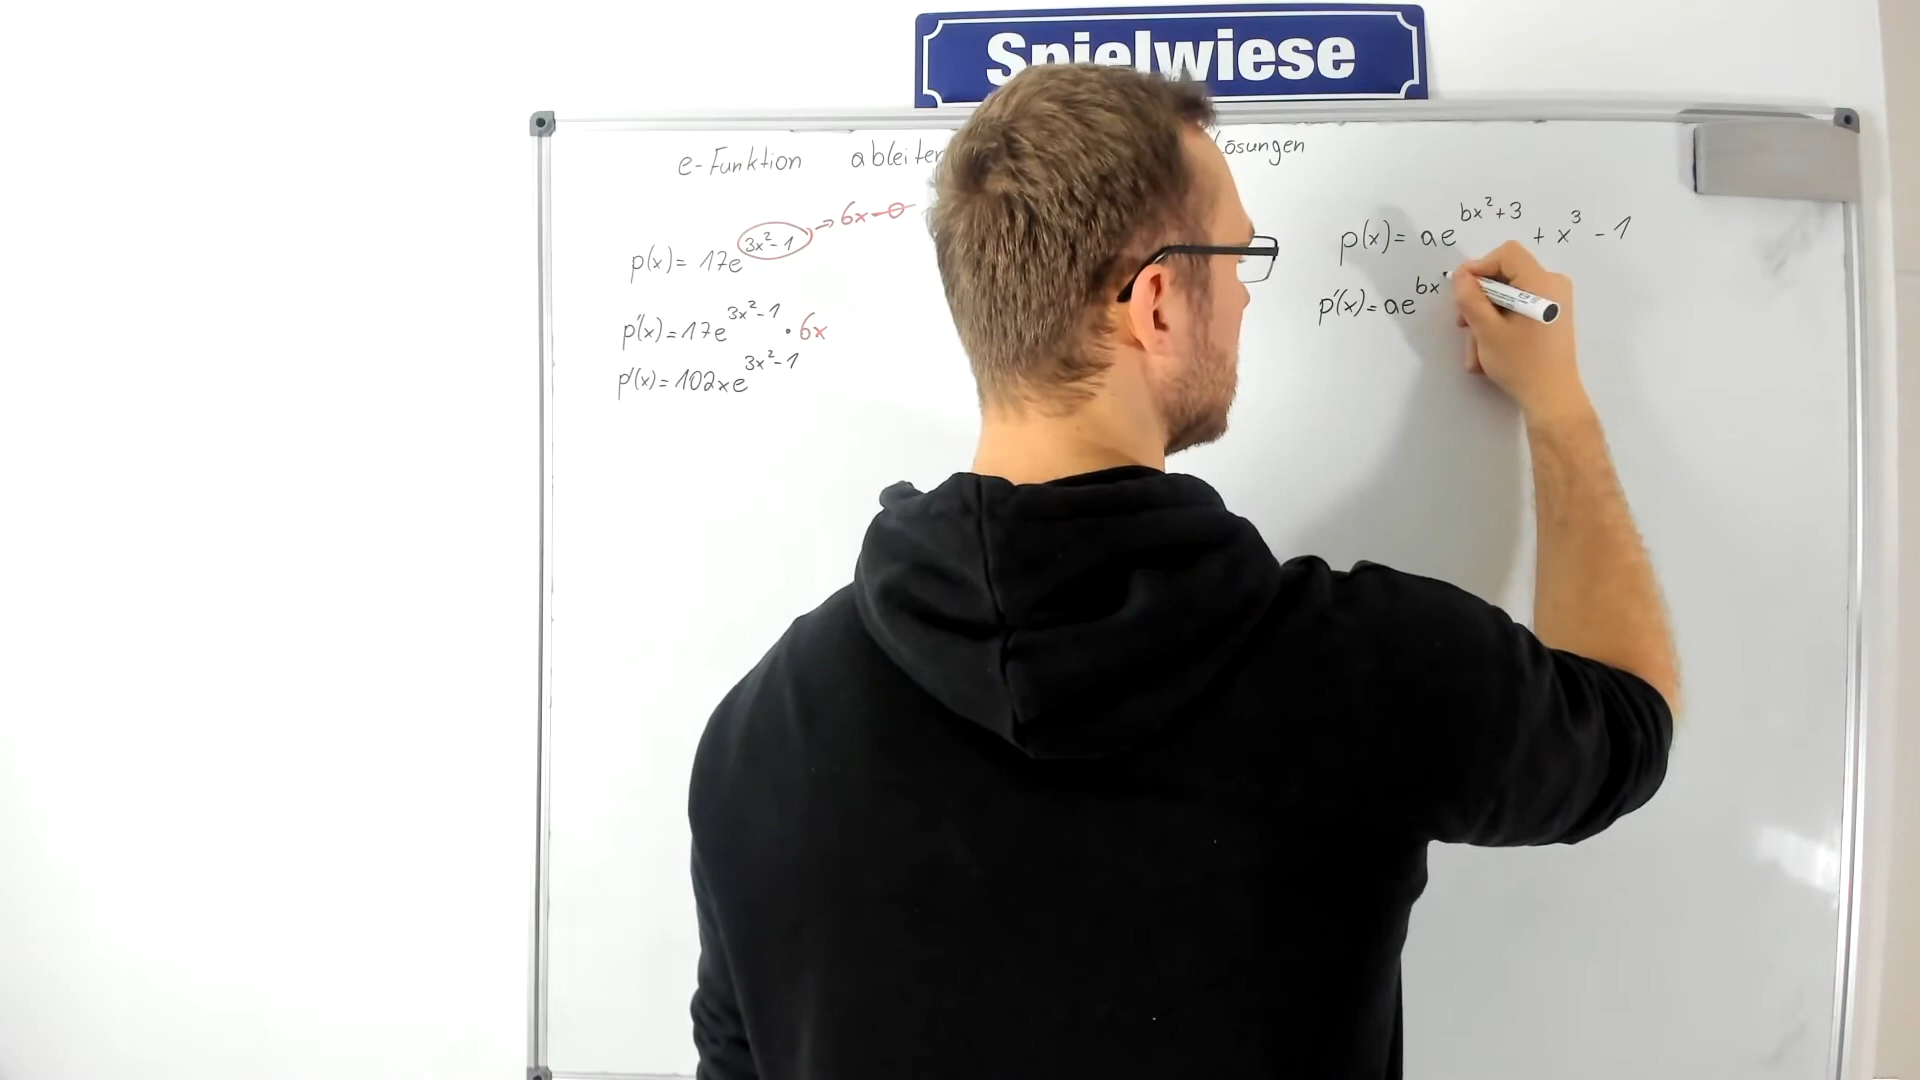 Spielwiese
e-Funktion ableiten
Lösungen
6x-0
p(x)= 17e^{3x²-1}
p'(x)=17e^{3x²-1} · 6x
p'(x)=102xe^{3x²-1}
p(x)= ae^{bx²+3} + x³ - 1
p'(x)=ae^{bx